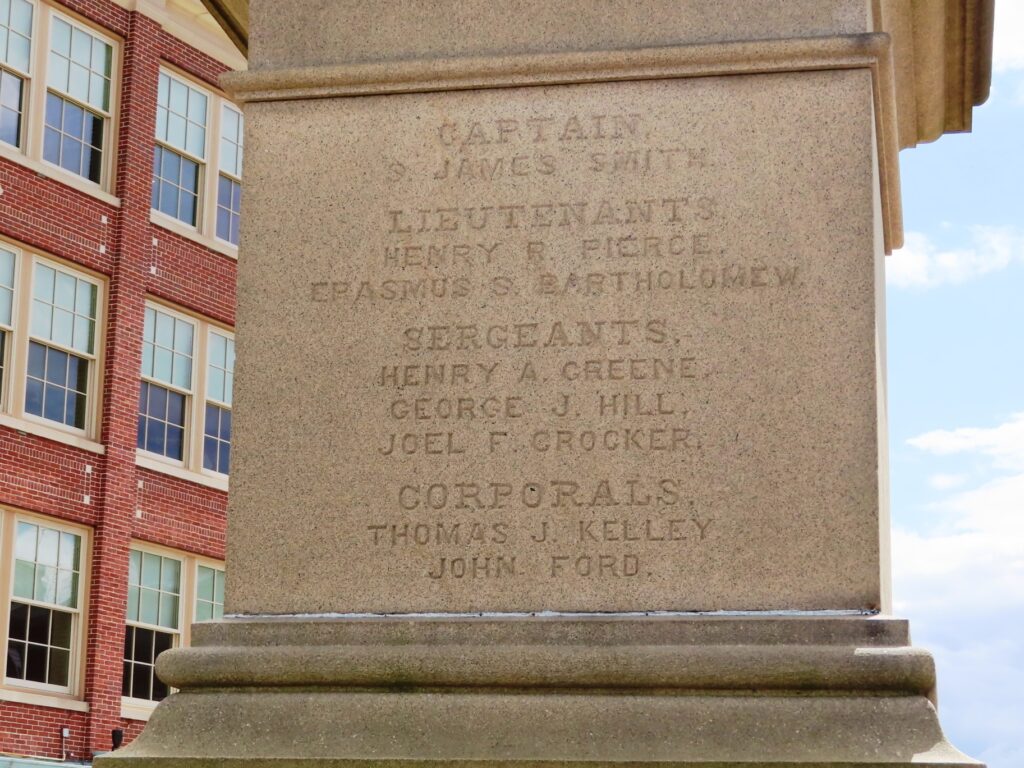 CAPTAIN.
S. JAMES SMITH.
LIEUTENANTS.
HENRY R. PIERCE.
ERASMUS S. BARTHOLOMEW.
SERGEANTS.
HENRY A. GREENE.
GEORGE J. HILL.
JOEL F. CROCKER.
CORPORALS.
THOMAS J. KELLEY
JOHN FORD.